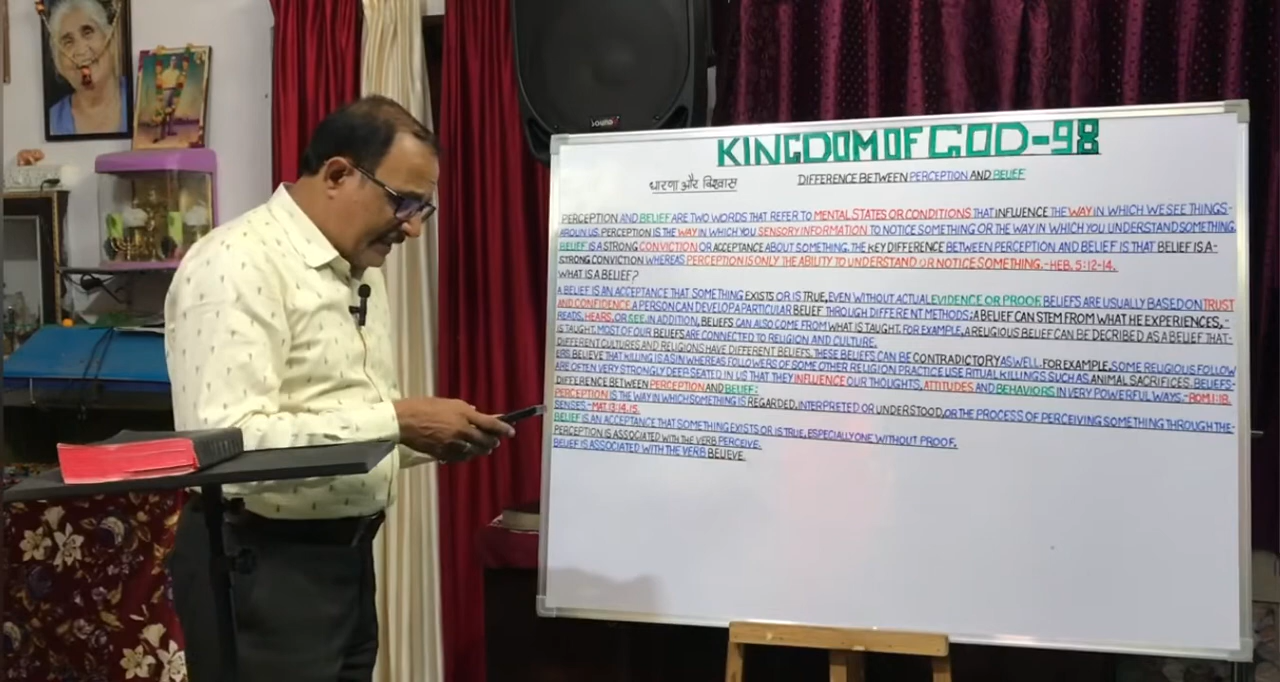 KINGDOM OF GOD-98
धारणा और विश्वास
DIFFERENCE BETWEEN PERCEPTION AND BELIEF
PERCEPTION AND BELIEF ARE TWO WORDS THAT REFER TO MENTAL STATES OR CONDITIONS THAT INFLUENCE THE WAY IN WHICH WE SEE THINGS-
AROUN US. PERCEPTION IS THE WAY IN WHICH YOU SENSORY INFORMATION TO NOTICE SOMETHING OR THE WAY IN WHICH YOU UNDERSTAND SOMETHING.
BELIEF IS A STRONG CONVICTION OR ACCEPTANCE ABOUT SOMETHING. THE KEY DIFFERENCE BETWEEN PERCEPTION AND BELIEF IS THAT BELIEF IS A-
STRONG CONVICTION WHEREAS PERCEPTION IS ONLY THE ABILITY TO UNDERSTAND OR NOTICE SOMETHING.-HEB. 5:12-14.
WHAT IS A BELIEF?
A BELIEF IS AN ACCEPTANCE THAT SOMETHING EXISTS OR IS TRUE, EVEN WITHOUT ACTUAL EVIDENCE OR PROOF. BELIEFS ARE USUALLY BASED ON TRUST
AND CONFIDENCE. A PERSON CAN DEVELOP A PARTICULAR BELIEF THROUGH DIFFERENT METHODS; A BELIEF CAN STEM FROM WHAT HE EXPERIENCES,-
READS, HEARS, OR SEE. IN ADDITION, BELIEFS CAN ALSO COME FROM WHAT IS TAUGHT. FOR EXAMPLE, A RELIGIOUS BELIEF CAN BE DECRIBED AS A BELIEF THAT-
IS TAUGHT. MOST OF OUR BELIEFS ARE CONNECTED TO RELIGION AND CULTURE.
DIFFERENT CULTURES AND RELIGIONS HAVE DIFFERENT BELIEFS. THESE BELIEFS CAN BE CONTRADICTORY AS WELL. FOR EXAMPLE, SOME RELIGIOUS FOLLOW
ERS BELIEVE THAT KILLING IS A SIN WHEREAS FOLLOWERS OF SOME OTHER RELIGION PRACTICE USE RITUAL KILLINGS SUCH AS ANIMAL SACRIFICES. BELIEFS-
ARE OFTEN VERY STRONGLY DEEP SEATED IN US THAT THEY INFLUENCE OUR THOUGHTS, ATTITUDES AND BEHAVIORS IN VERY POWERFUL WAYS.-ROM.1:18.
DIFFERENCE BETWEEN PERCEPTION AND BELIEF:
PERCEPTION IS THE WAY IN WHICH SOMETHING IS REGARDED, INTERPRETED OR UNDERSTOOD, OR THE PROCESS OF PERCEIVING SOMETHING THROUGH THE-
SENSES-MAT.13:14,15.
BELIEF IS AN ACCEPTANCE THAT SOMETHING EXISTS OR IS TRUE, ESPECIALLY ONE WITHOUT PROOF.
PERCEPTION IS ASSOCIATED WITH THE VERB PERCEIVE.
BELIEF IS ASSOCIATED WITH THE VERB BELIEVE.